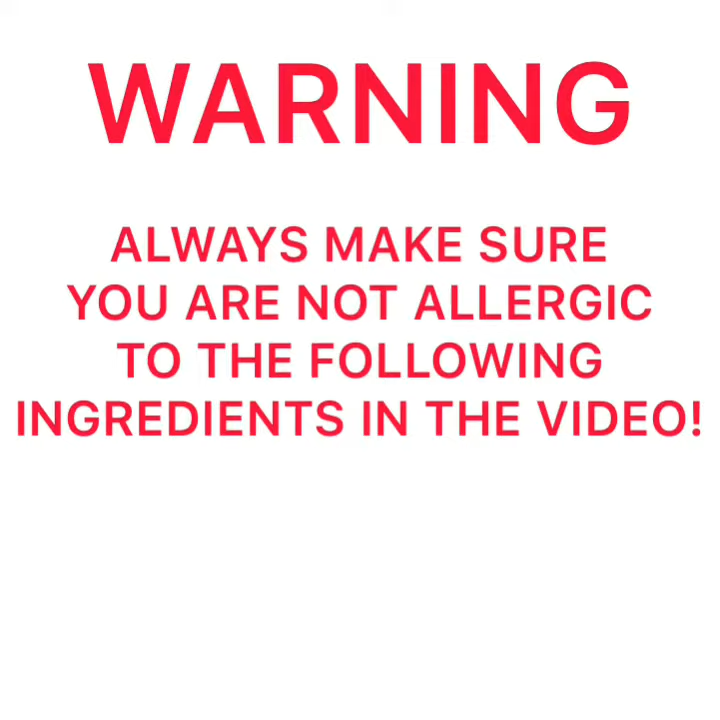 WARNING
ALWAYS MAKE SURE
YOU ARE NOT ALLERGIC
TO THE FOLLOWING
INGREDIENTS IN THE VIDEO!